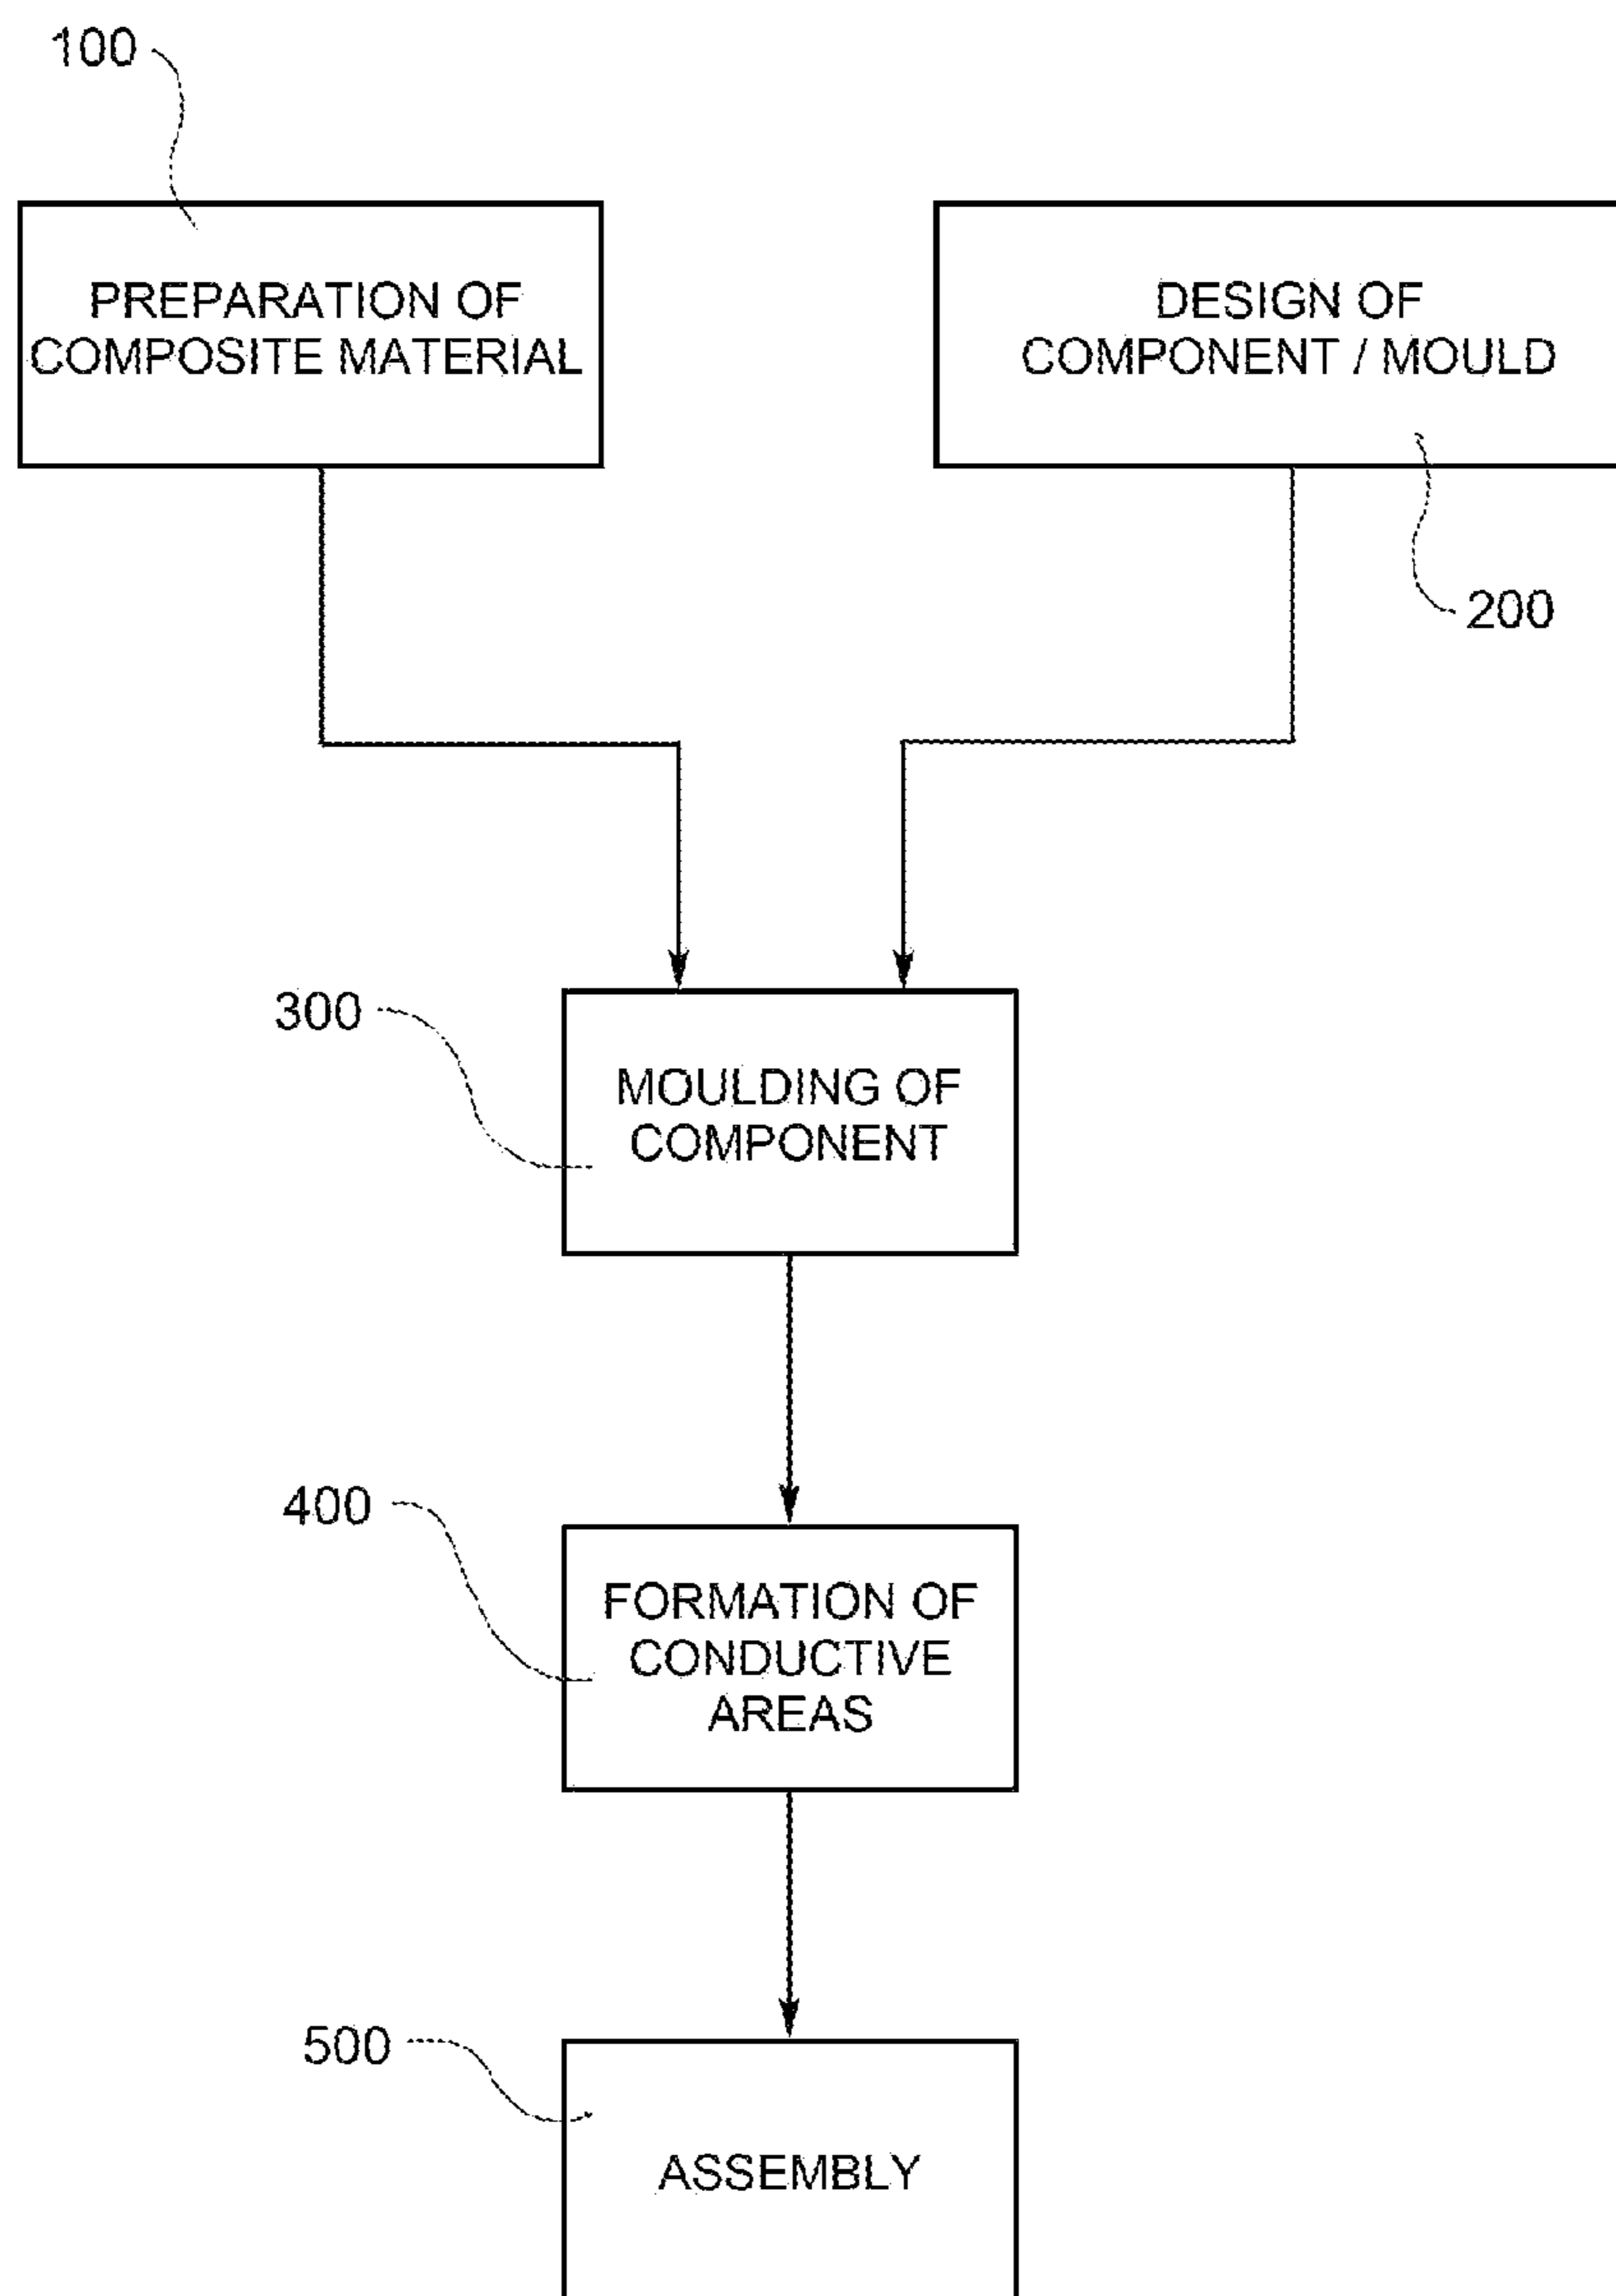 100
PREPARATION OF
COMPOSITE MATERIAL
DESIGN OF
COMPONENT / MOULD
200
300
MOULDING OF
COMPONENT
400
FORMATION OF
CONDUCTIVE
AREAS
500
ASSEMBLY